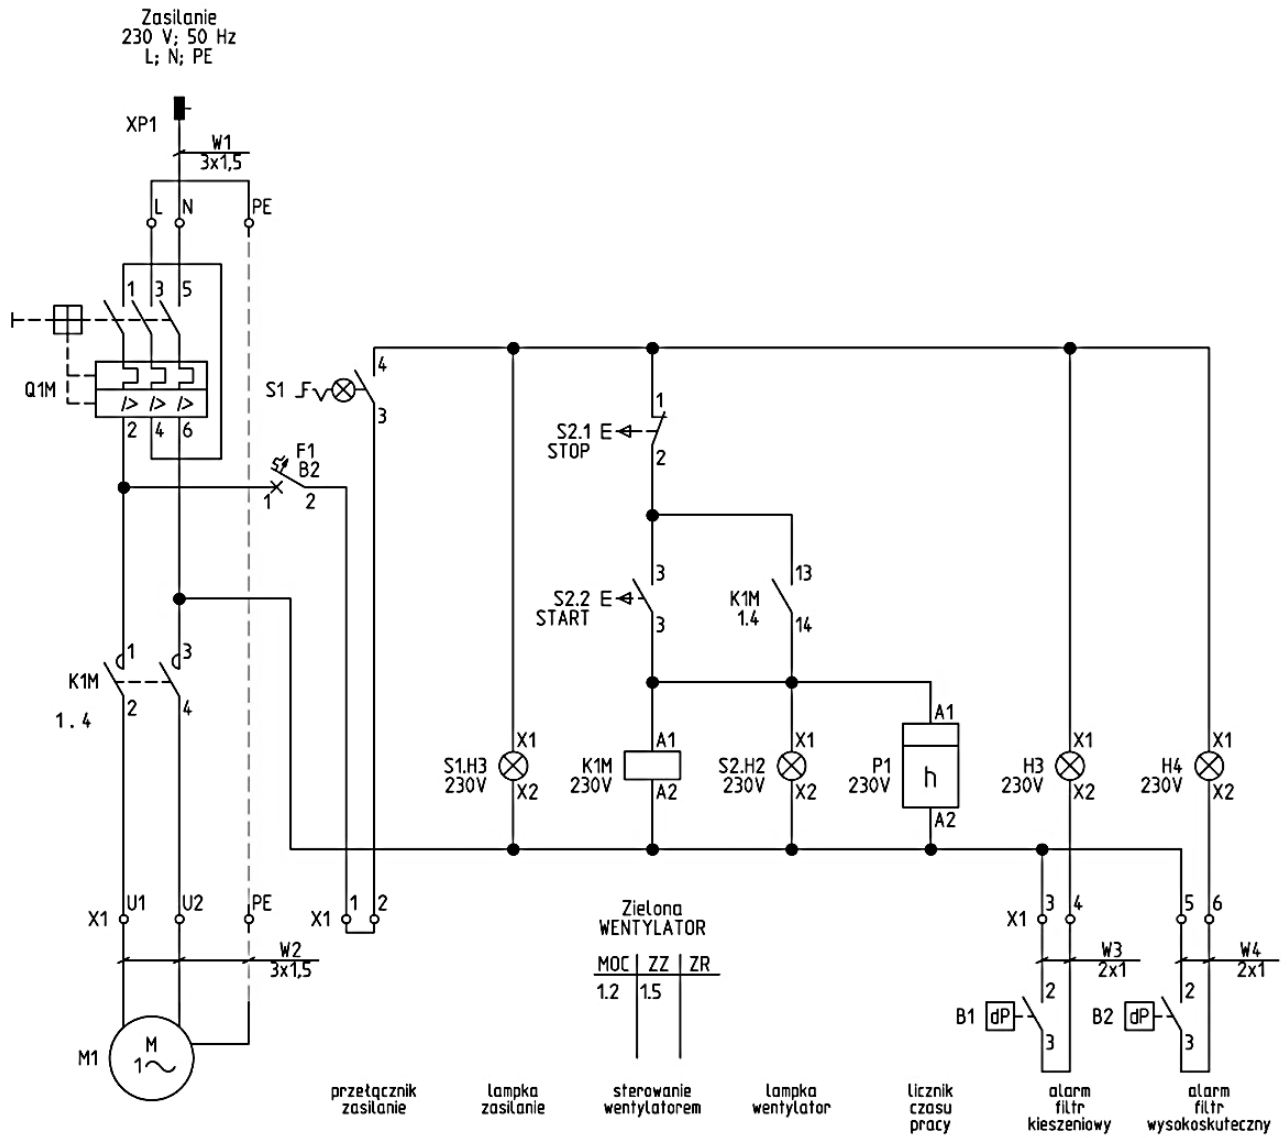 Zasilanie
230 V; 50 Hz
L; N; PE
XP1
W1
3x1,5
L N PE
1 3 5
Q1M
I> I> I>
2 4 6
F1
B2
1 2
S1
4
3
1
S2.1
STOP
2
3
S2.2
START
3
13
K1M
1.4
14
K1M
1. 4
1 3
2 4
X1
S1.H3
230V
X2
A1
K1M
230V
A2
X1
S2.H2
230V
X2
A1
P1
230V
h
A2
X1
H3
230V
X2
X1
H4
230V
X2
X1 U1 U2 PE
X1 1 2
X1 3 4 5 6
W2
3x1,5
Zielona
WENTYLATOR
MOC ZZ ZR
1.2 1.5
W3
2x1
W4
2x1
B1 dP 2
3
B2 dP 2
3
M1
M
1~
przełącznik
zasilanie
lampka
zasilanie
sterowanie
wentylatorem
lampka
wentylator
licznik
czasu
pracy
alarm
filtr
kieszeniowy
alarm
filtr
wysokoskuteczny